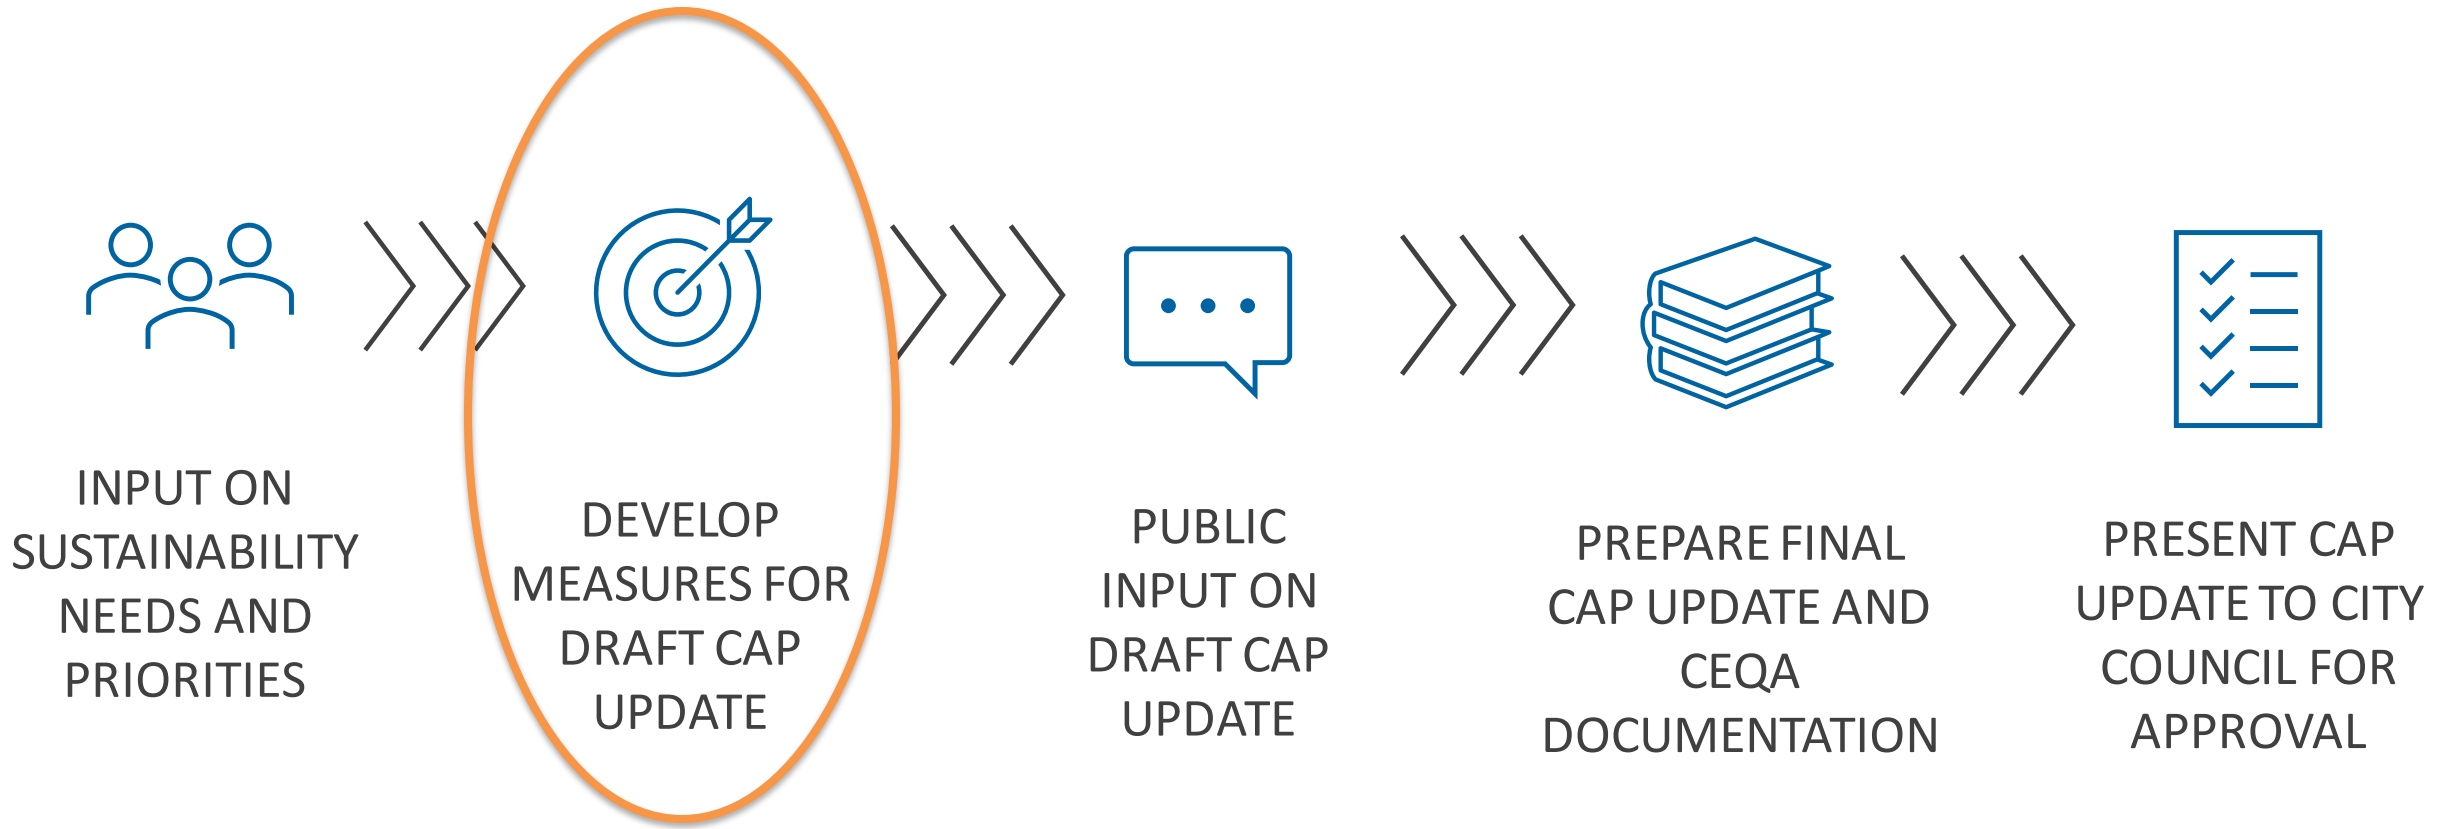 INPUT ON
SUSTAINABILITY
NEEDS AND
PRIORITIES
DEVELOP
MEASURES FOR
DRAFT CAP
UPDATE
PUBLIC
INPUT ON
DRAFT CAP
UPDATE
PREPARE FINAL
CAP UPDATE AND
CEQA
DOCUMENTATION
PRESENT CAP
UPDATE TO CITY
COUNCIL FOR
APPROVAL